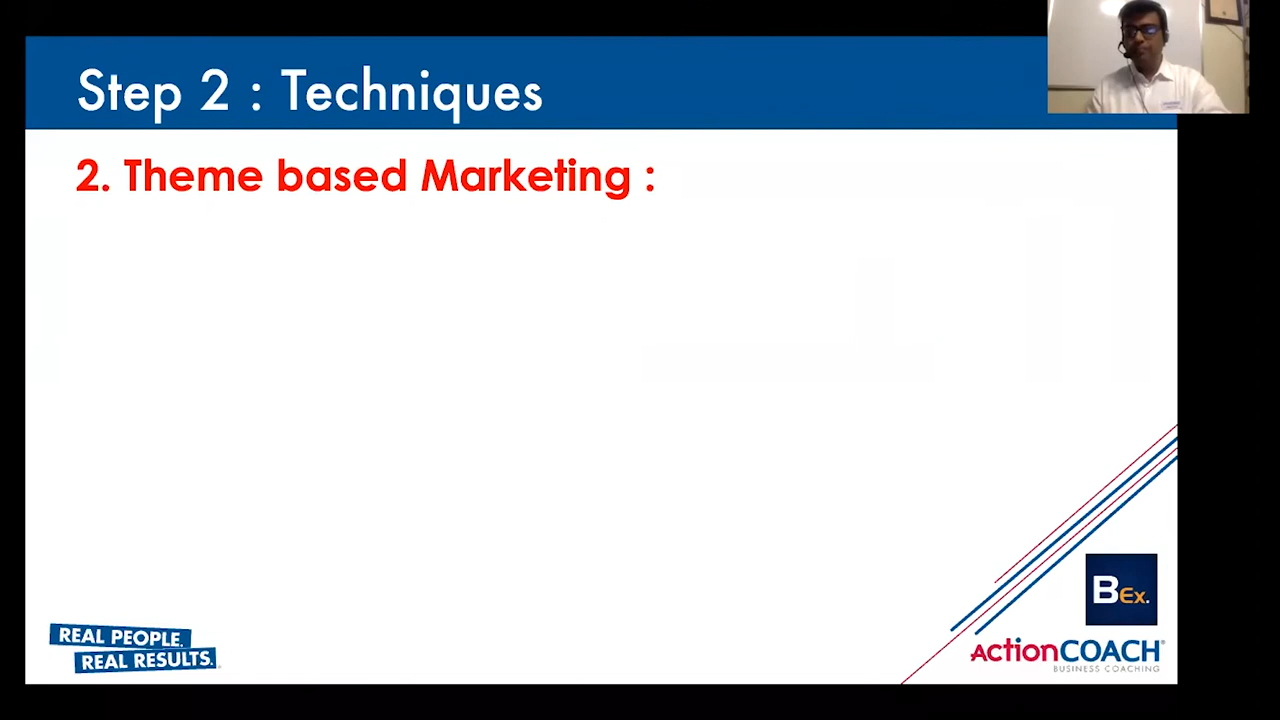 Step 2 : Techniques
2. Theme based Marketing :
BEx.
REAL PEOPLE.
REAL RESULTS.
ActionCOACH®
BUSINESS COACHING